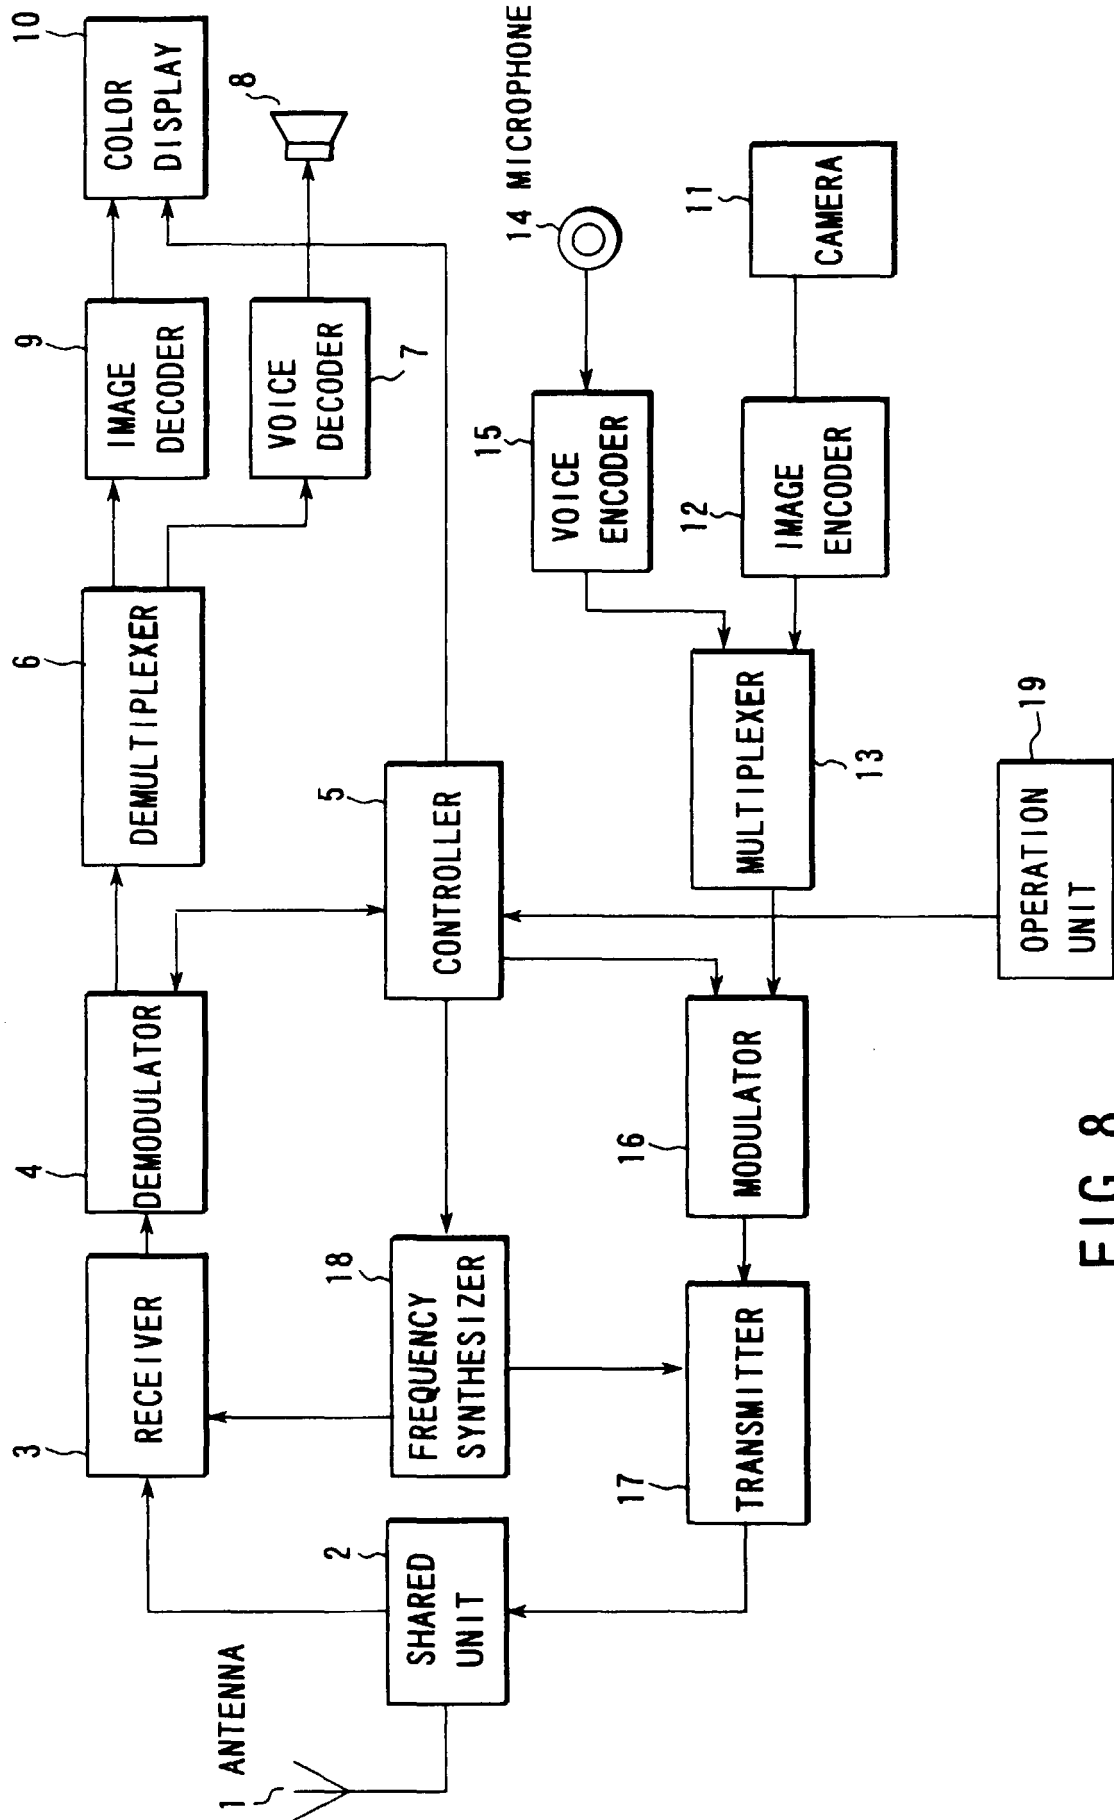 1 ANTENNA
2
SHARED
UNIT
3
RECEIVER
4
DEMODULATOR
6
DEMULTIPLEXER
9
IMAGE
DECODER
10
COLOR
DISPLAY
VOICE
DECODER
7
8
18
FREQUENCY
SYNTHESIZER
5
CONTROLLER
14 MICROPHONE
15
VOICE
ENCODER
11
CAMERA
12
IMAGE
ENCODER
MULTIPLEXER
13
16
MODULATOR
17
TRANSMITTER
19
OPERATION
UNIT
FIG. 8